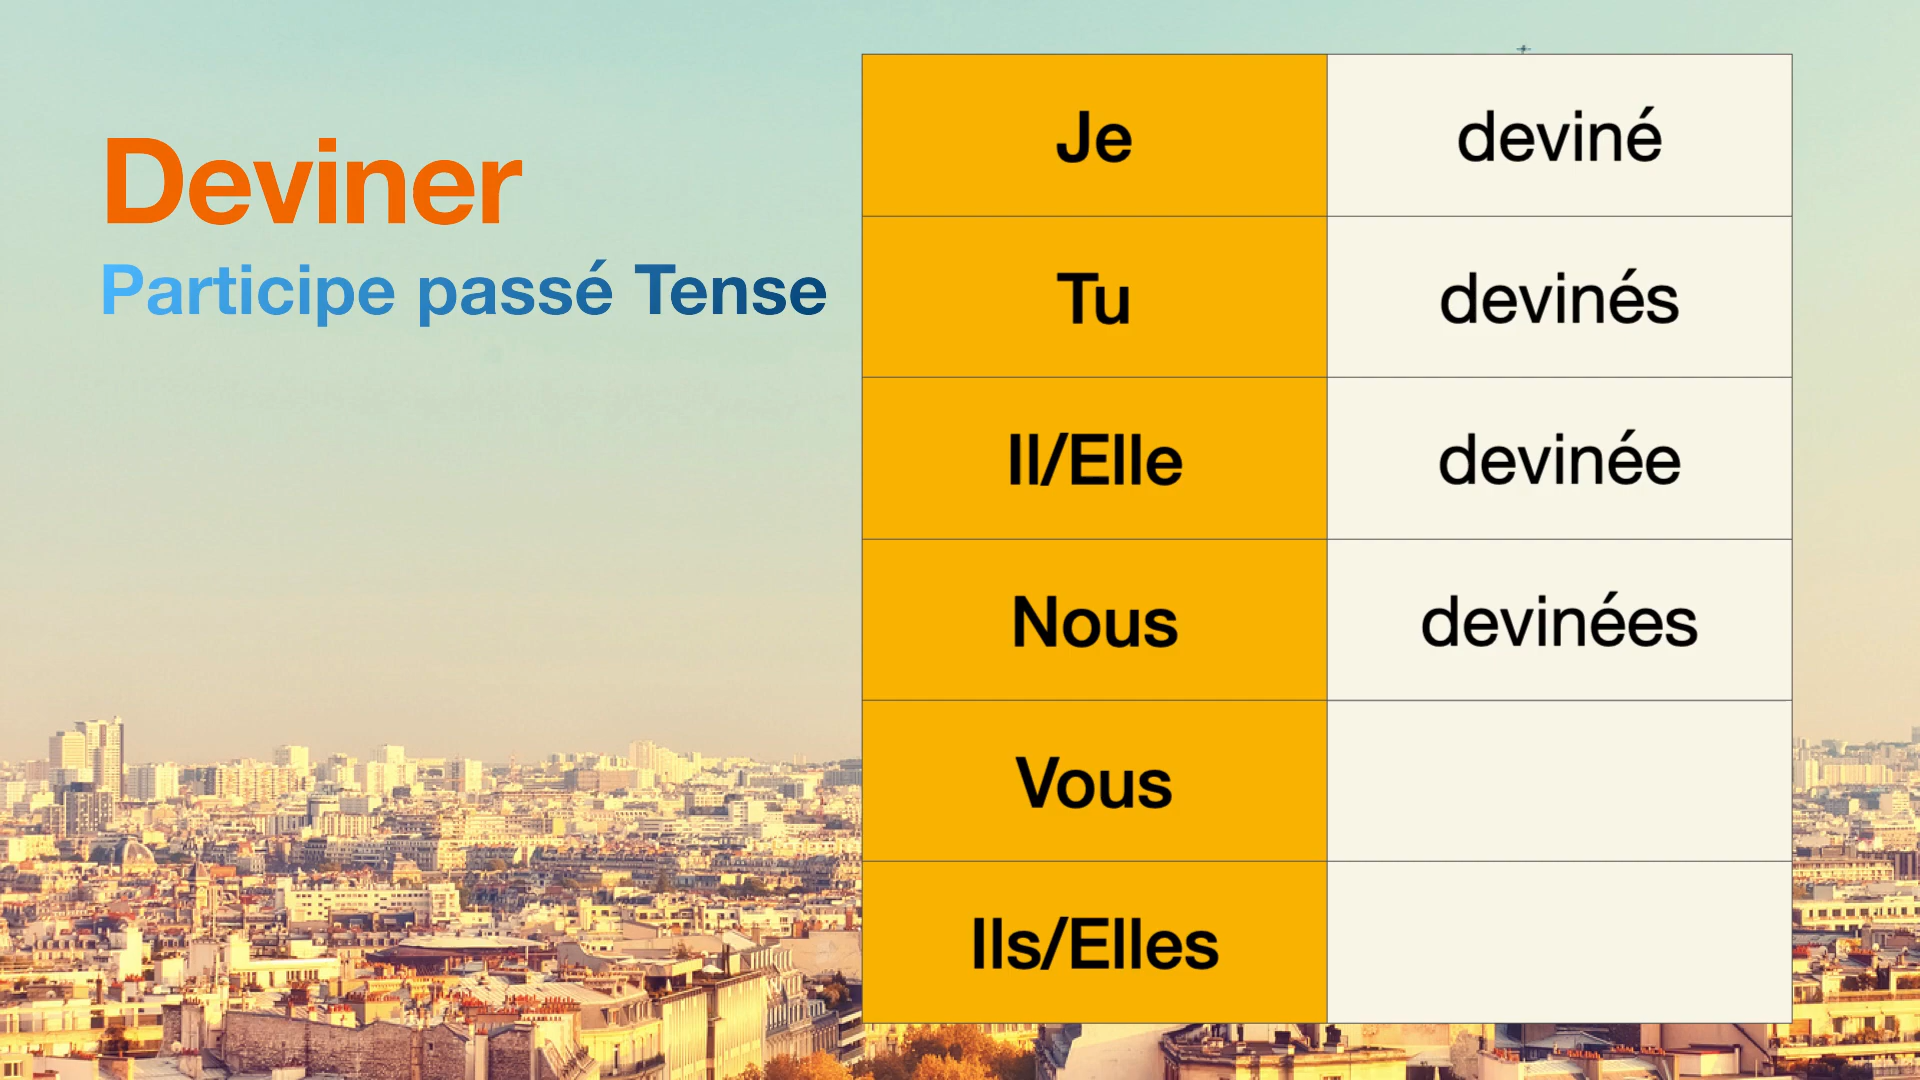 Deviner
Participe passé Tense
Je deviné
Tu devinés
Il/Elle devinée
Nous devinées
Vous
Ils/Elles